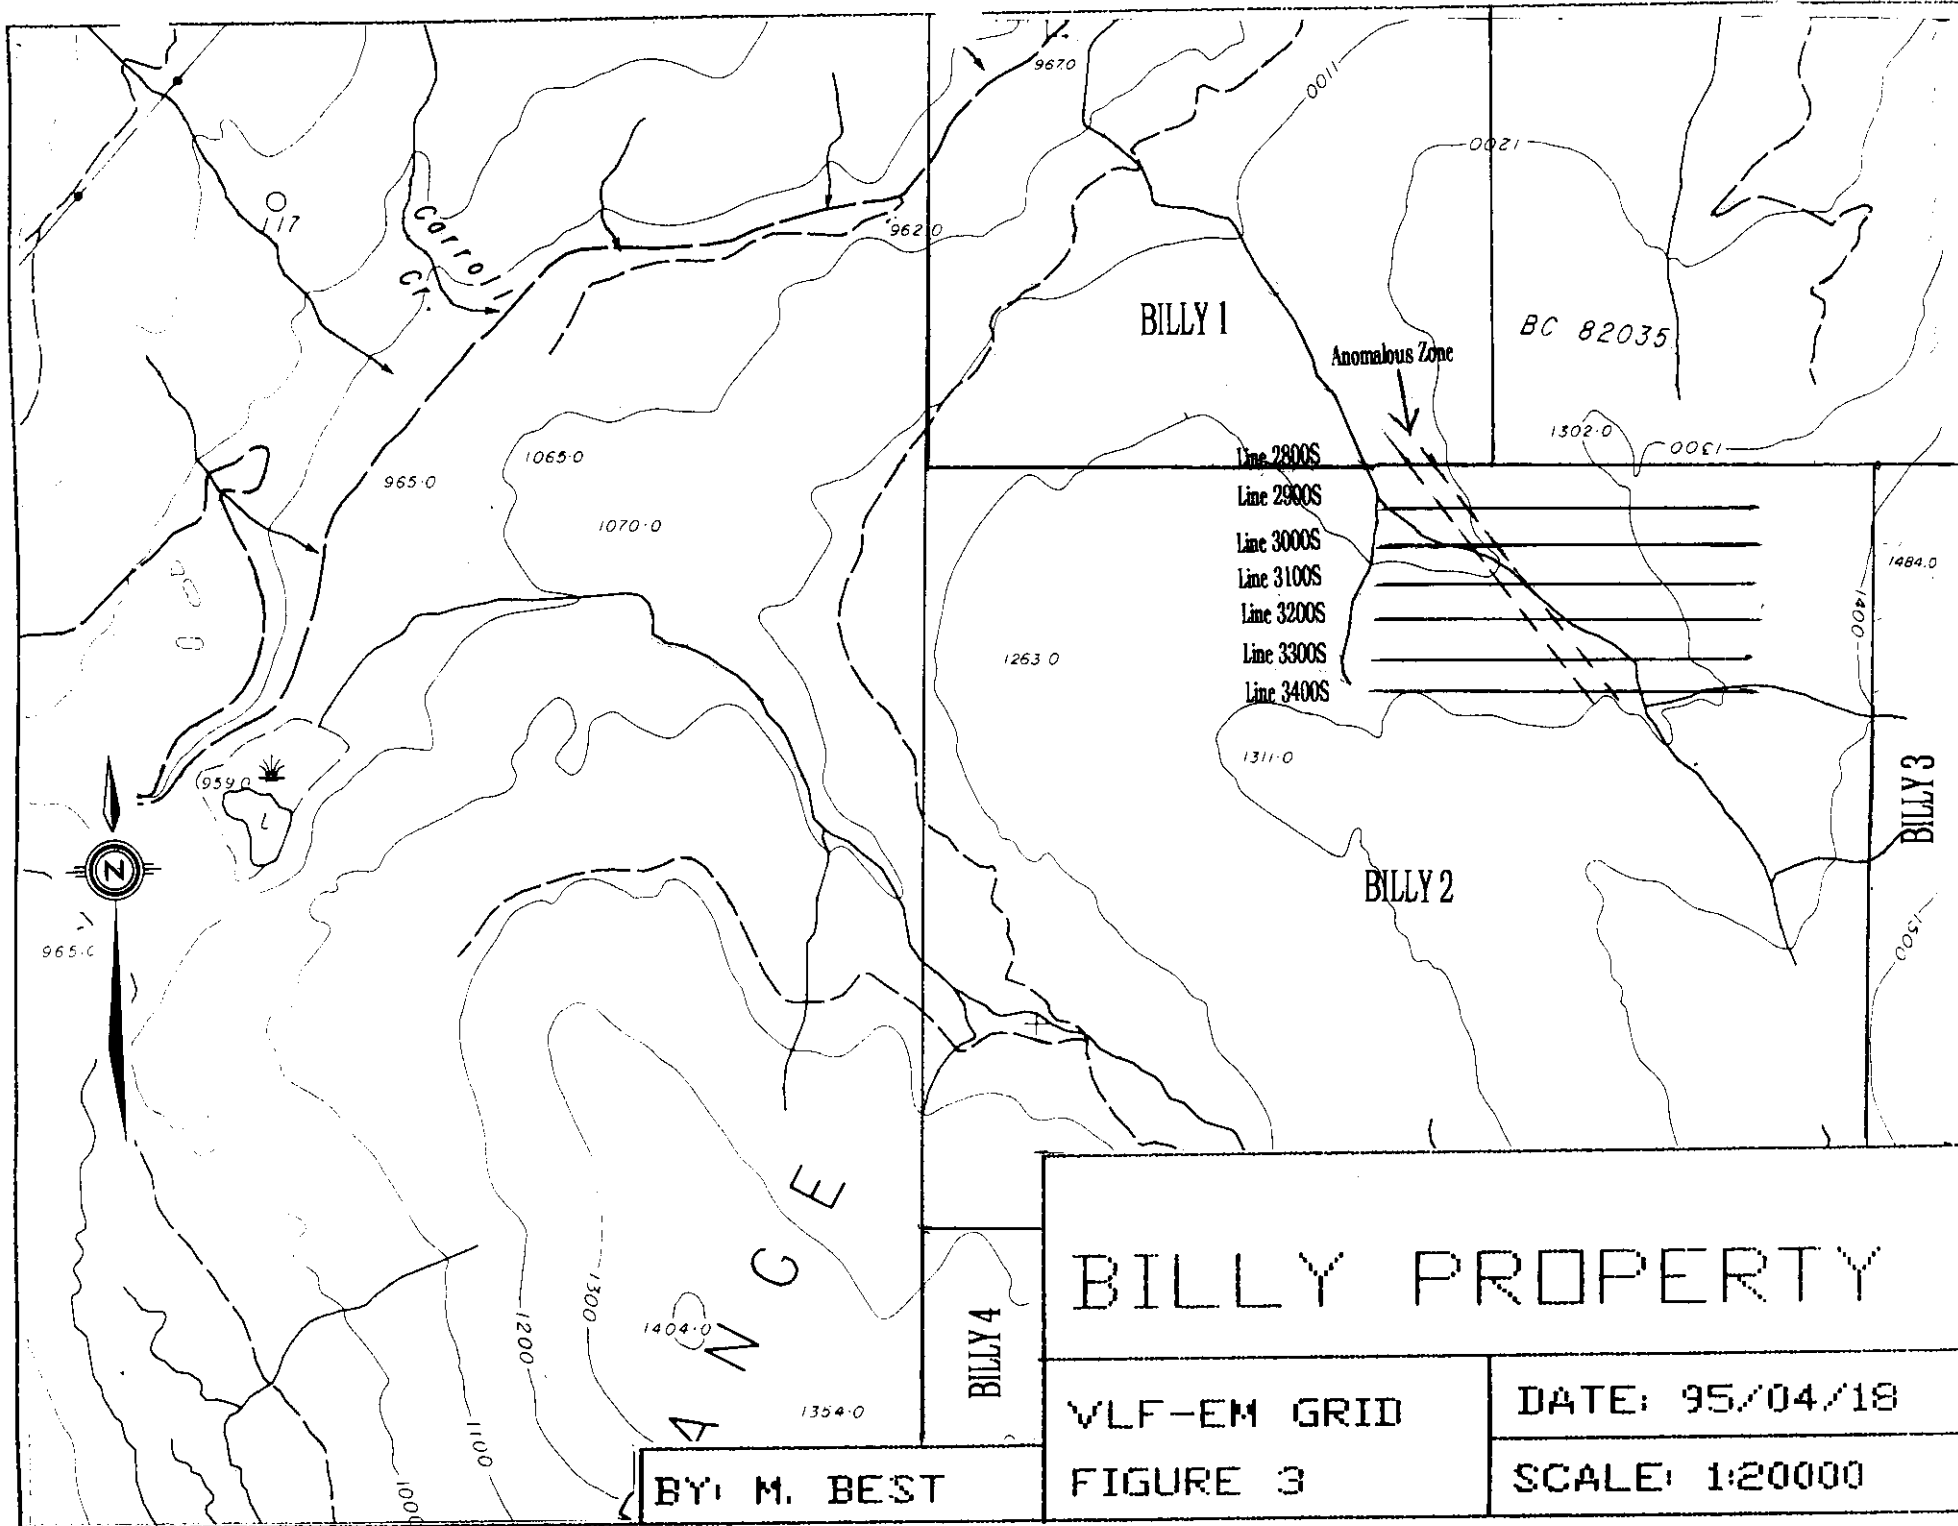 967.0
1100
1200
117
Carroll
Cr.
962.0
BILLY 1
BC 82035
Anomalous Zone
1302.0
1300
1065.0
965.0
1070.0
Line 2800S
Line 2900S
Line 3000S
Line 3100S
Line 3200S
Line 3300S
Line 3400S
1484.0
1400
1263.0
1311.0
959.0
L
N
965.0
BILLY 2
BILLY 3
1500
ANGE
1300
1200
1404.0
1354.0
1100
1000
BILLY 4
BILLY PROPERTY
VLF-EM GRID
FIGURE 3
DATE: 95/04/18
SCALE: 1:20000
BY: M. BEST